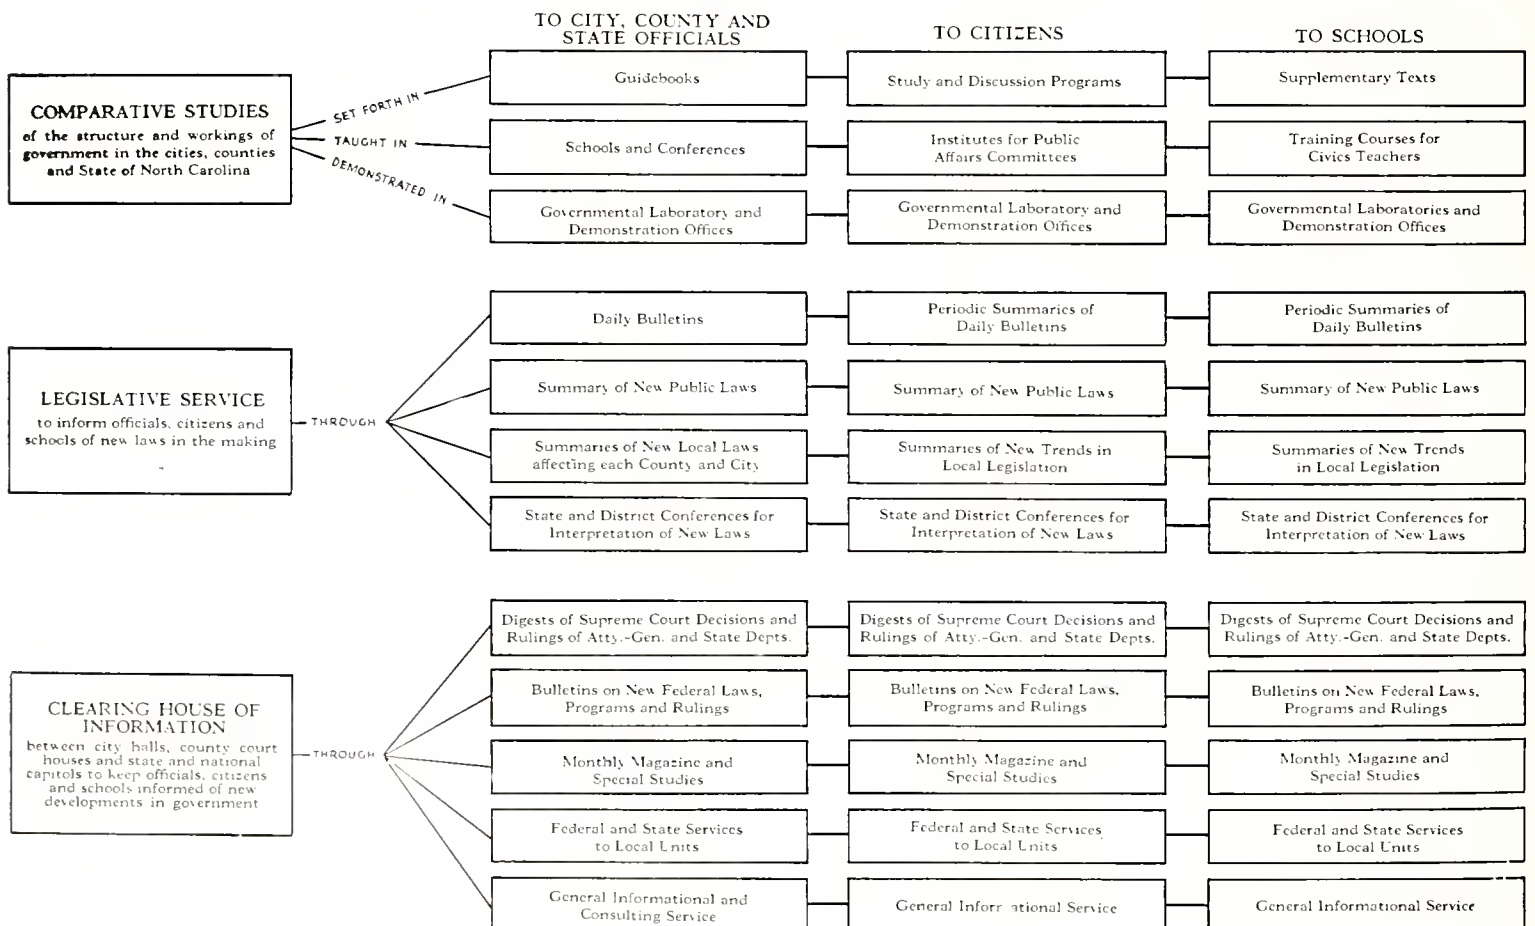 TO CITY, COUNTY AND
STATE OFFICIALS
TO CITIZENS
TO SCHOOLS
COMPARATIVE STUDIES
of the structure and workings of
government in the cities, counties
and State of North Carolina
SET FORTH IN
TAUGHT IN
DEMONSTRATED IN
Guidebooks
Study and Discussion Programs
Supplementary Texts
Schools and Conferences
Institutes for Public
Affairs Committees
Training Courses for
Civics Teachers
Governmental Laboratory and
Demonstration Offices
Governmental Laboratory and
Demonstration Offices
Governmental Laboratories and
Demonstration Offices
LEGISLATIVE SERVICE
to inform officials, citizens and
schools of new laws in the making
THROUGH
Daily Bulletins
Periodic Summaries of
Daily Bulletins
Periodic Summaries of
Daily Bulletins
Summary of New Public Laws
Summary of New Public Laws
Summary of New Public Laws
Summaries of New Local Laws
affecting each County and City
Summaries of New Trends in
Local Legislation
Summaries of New Trends
in Local Legislation
State and District Conferences for
Interpretation of New Laws
State and District Conferences for
Interpretation of New Laws
State and District Conferences for
Interpretation of New Laws
CLEARING HOUSE OF
INFORMATION
between city halls, county court
houses and state and national
capitols to keep officials, citizens
and schools informed of new
developments in government
THROUGH
Digests of Supreme Court Decisions and
Rulings of Atty.-Gen. and State Depts.
Digests of Supreme Court Decisions and
Rulings of Atty.-Gen. and State Depts.
Digests of Supreme Court Decisions and
Rulings of Atty.-Gen. and State Depts.
Bulletins on New Federal Laws,
Programs and Rulings
Bulletins on New Federal Laws,
Programs and Rulings
Bulletins on New Federal Laws,
Programs and Rulings
Monthly Magazine and
Special Studies
Monthly Magazine and
Special Studies
Monthly Magazine and
Special Studies
Federal and State Services
to Local Units
Federal and State Services
to Local Units
Federal and State Services
to Local Units
General Informational and
Consulting Service
General Informational Service
General Informational Service